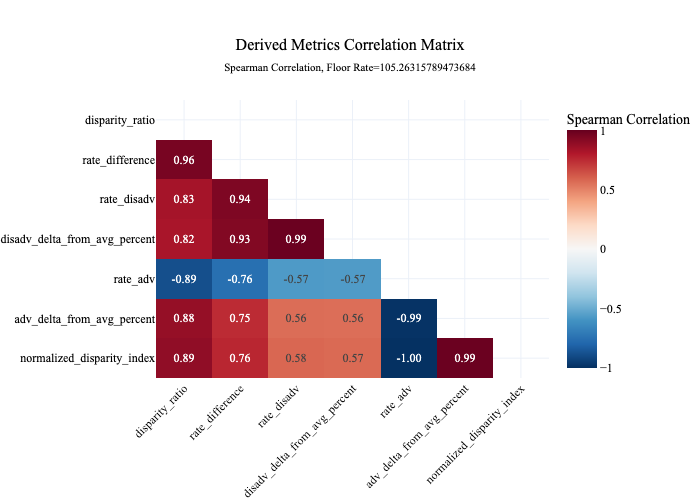 Derived Metrics Correlation Matrix
Spearman Correlation, Floor Rate=105.26315789473684
Spearman Correlation
disparity_ratio
rate_difference 0.96
rate_disadv 0.83 0.94
disadv_delta_from_avg_percent 0.82 0.93 0.99
rate_adv -0.89 -0.76 -0.57 -0.57
adv_delta_from_avg_percent 0.88 0.75 0.56 0.56 -0.99
normalized_disparity_index 0.89 0.76 0.58 0.57 -1.00 0.99
1
0.5
0
−0.5
−1
disparity_ratio
rate_difference
rate_disadv
disadv_delta_from_avg_percent
rate_adv
adv_delta_from_avg_percent
normalized_disparity_index